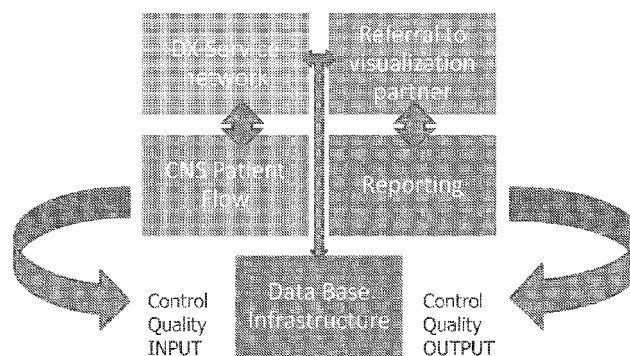 DX Service
network
Referral to
visualization
partner
CNS Patient
Flow
Reporting
Data Base
Infrastructure
Control
Quality
INPUT
Control
Quality
OUTPUT